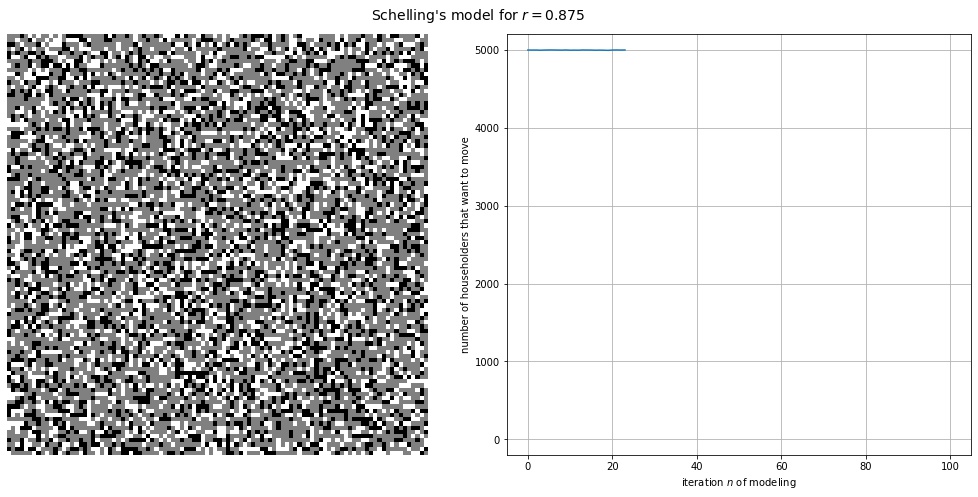 Schelling's model for r = 0.875
5000
4000
3000
2000
1000
0
number of householders that want to move
0 20 40 60 80 100
iteration n of modeling